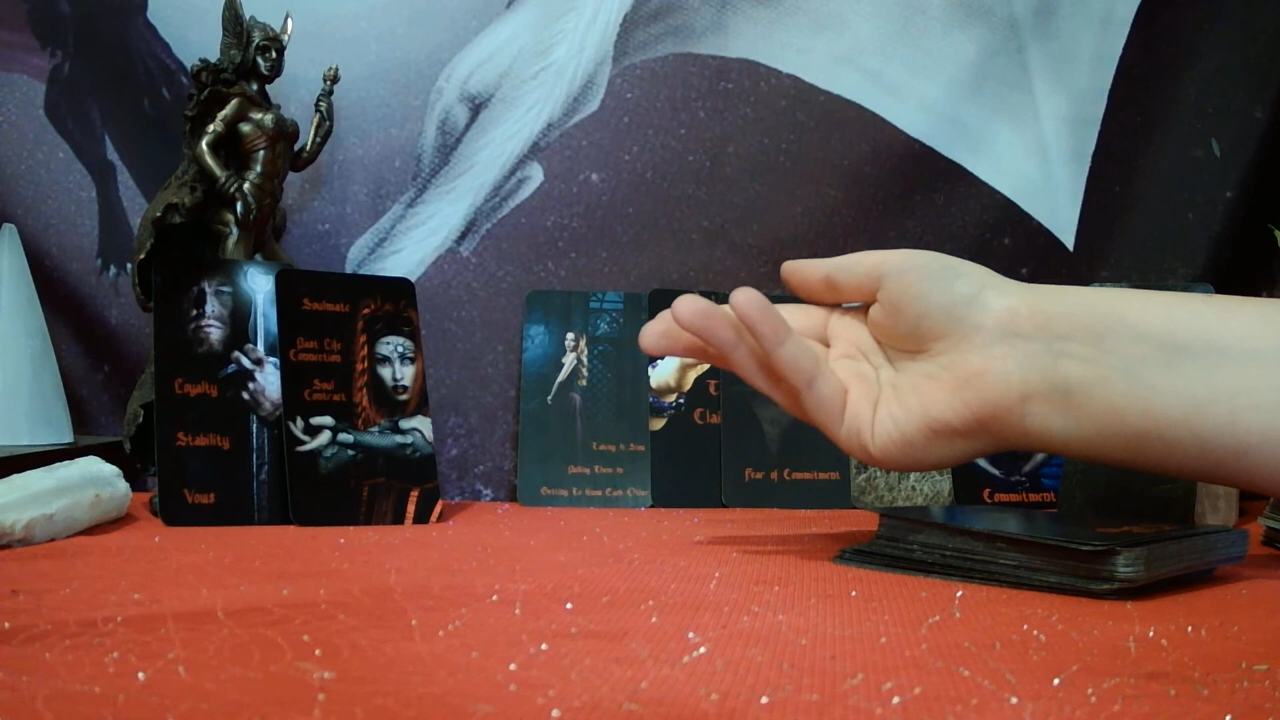 Loyalty
Stability
Vows
Soulmate
Past Life
Connection
Soul
Contract
Taking it Slow
Getting To Know Each Other
Fear of Commitment
Commitment